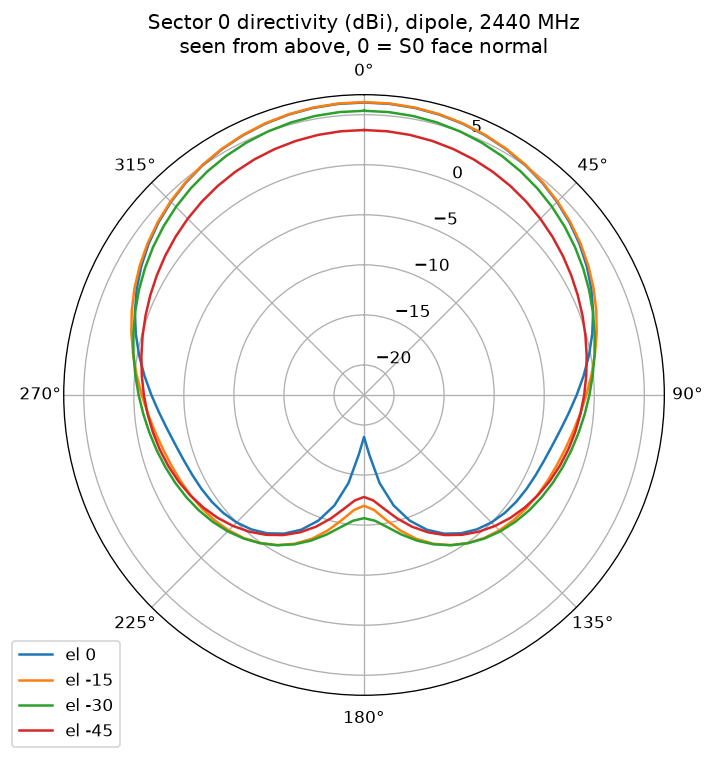 Sector 0 directivity (dBi), dipole, 2440 MHz
seen from above, 0 = S0 face normal
0°
5
315°
45°
0
−5
−10
−15
−20
270°
90°
225°
135°
180°
el 0
el -15
el -30
el -45